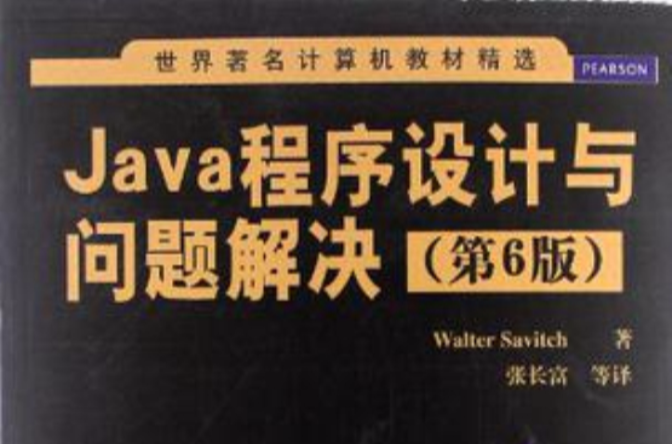 世界著名计算机教材精选
PEARSON
Java程序设计与
问题解决（第6版）
Walter Savitch 著
张长富 等译